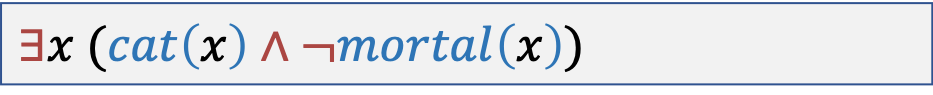 ∃x (cat(x) ∧ ¬mortal(x))